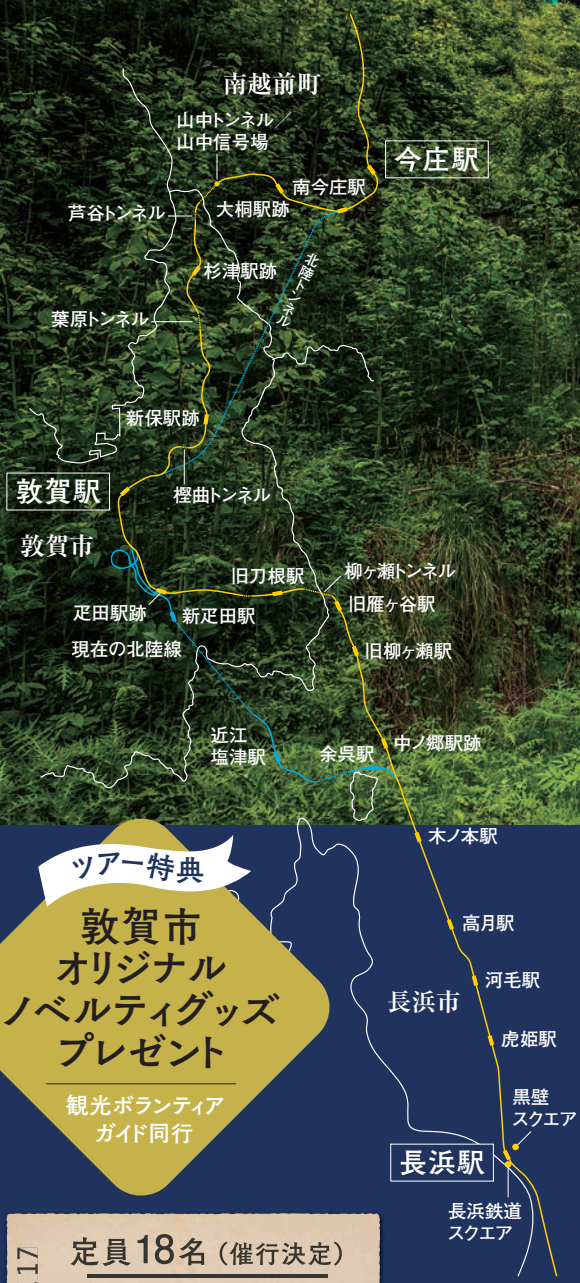 南越前町
山中トンネル
山中信号場
今庄駅
南今庄駅
大桐駅跡
芦谷トンネル
杉津駅跡
北陸トンネル
葉原トンネル
新保駅跡
敦賀駅
樫曲トンネル
敦賀市
旧刀根駅
柳ヶ瀬トンネル
疋田駅跡
新疋田駅
旧雁ヶ谷駅
現在の北陸線
旧柳ヶ瀬駅
近江
塩津駅
余呉駅
中ノ郷駅跡
木ノ本駅
ツアー特典
敦賀市
オリジナル
ノベルティグッズ
プレゼント
観光ボランティア
ガイド同行
高月駅
河毛駅
長浜市
虎姫駅
黒壁
スクエア
長浜駅
長浜鉄道
スクエア
定員18名（催行決定）
17